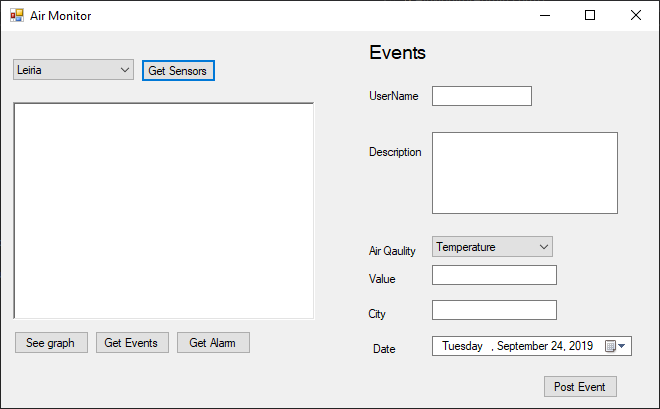 Air Monitor
Leiria
Get Sensors
See graph
Get Events
Get Alarm
Events
UserName
Description
Air Qaulity
Temperature
Value
City
Date
Tuesday , September 24, 2019
Post Event